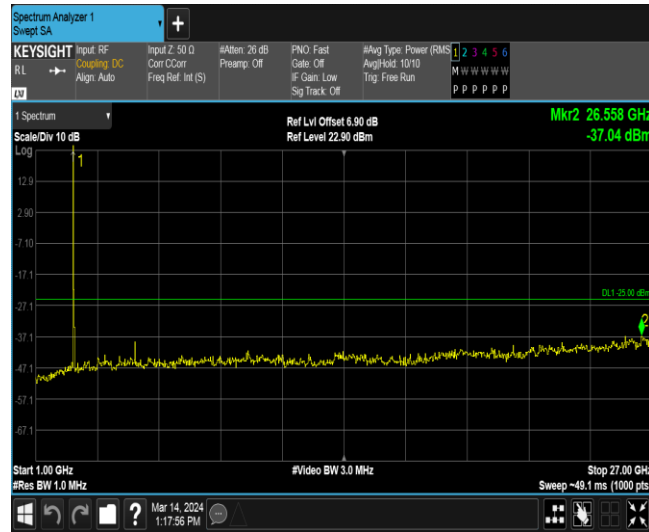 Spectrum Analyzer 1
Swept SA
KEYSIGHT Input: RF Input Z: 50 Ω #Atten: 26 dB PNO: Fast #Avg Type: Power (RMS 1 2 3 4 5 6
RL Coupling: DC Corr CCorr Preamp: Off Gate: Off Avg|Hold: 10/10 M W W W W W
Align: Auto Freq Ref: Int (S) IF Gain: Low Trig: Free Run
LXI Sig Track: Off P P P P P P
1 Spectrum Ref Lvl Offset 6.90 dB Mkr2 26.558 GHz
Scale/Div 10 dB Ref Level 22.90 dBm -37.04 dBm
Log
1
12.9
2.90
-7.10
-17.1
DL1 -25.00 dBm
-27.1
2
-37.1
-47.1
-57.1
-67.1
Start 1.00 GHz #Video BW 3.0 MHz Stop 27.00 GHz
#Res BW 1.0 MHz Sweep ~49.1 ms (1000 pts
? Mar 14, 2024
1:17:56 PM